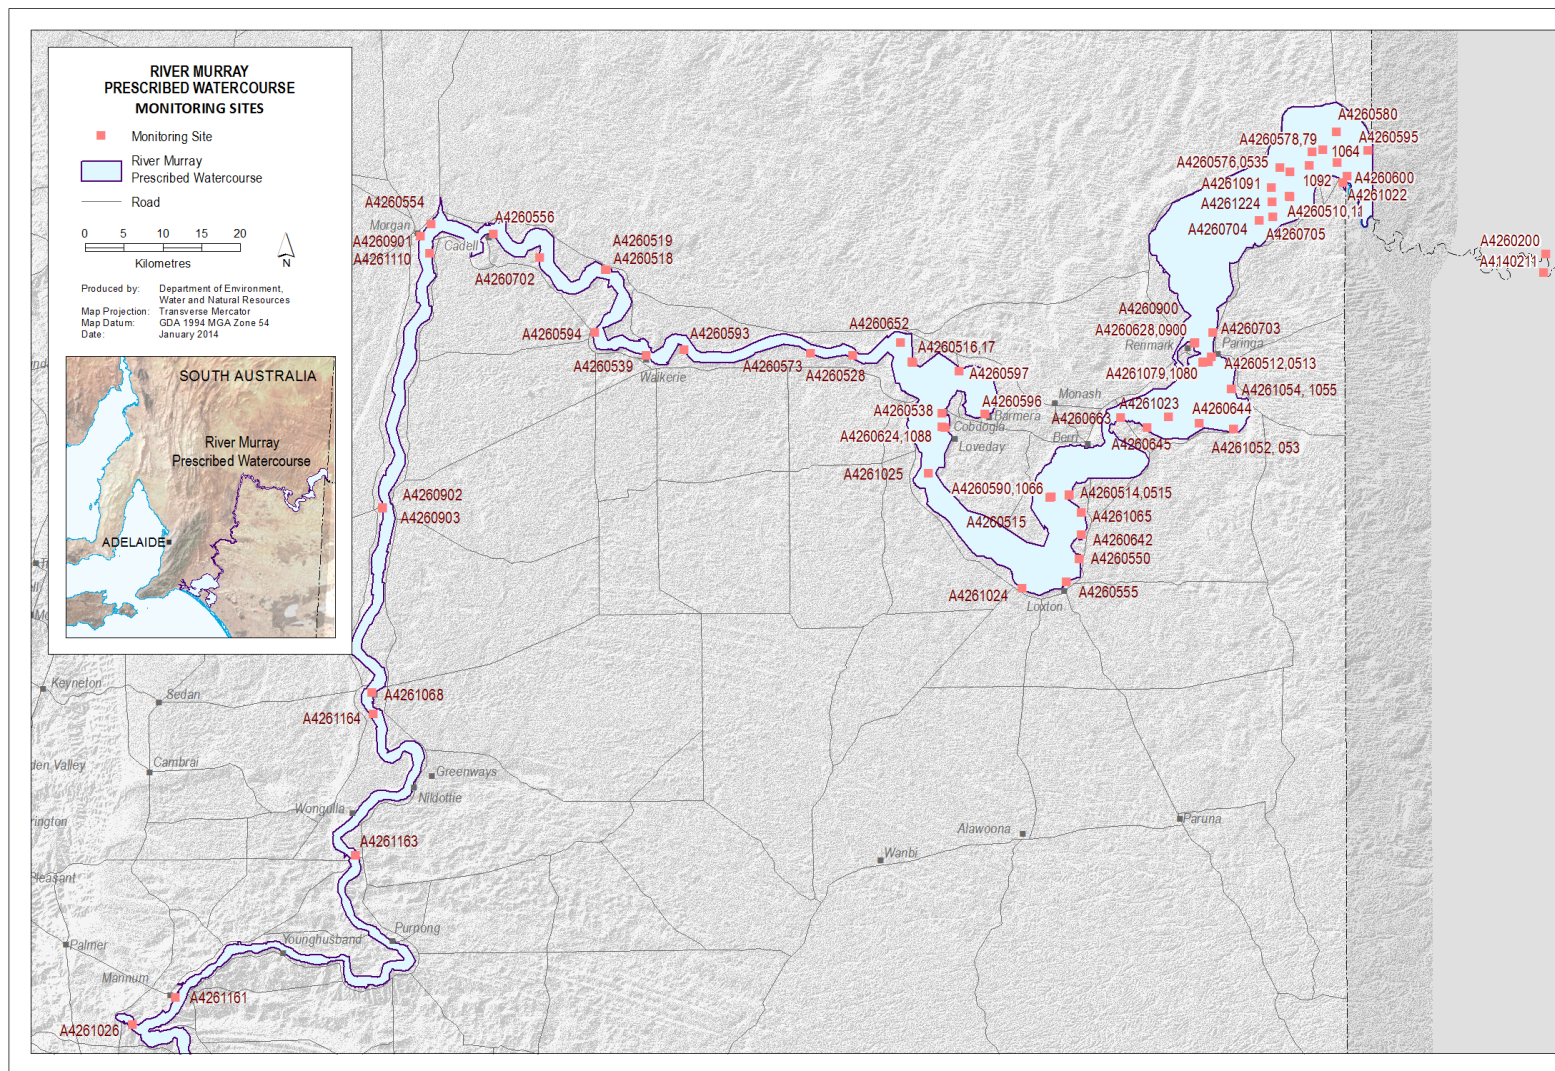 RIVER MURRAY
PRESCRIBED WATERCOURSE
MONITORING SITES
Monitoring Site
River Murray
Prescribed Watercourse
Road
0 5 10 15 20
Kilometres
N
Produced by: Department of Environment,
Water and Natural Resources
Map Projection: Transverse Mercator
Map Datum: GDA 1994 MGA Zone 54
Date: January 2014
SOUTH AUSTRALIA
River Murray
Prescribed Watercourse
ADELAIDE
A4260580
A4260578,79
A4260595
1064
A4260576,0535
A4261091
1092
A4260600
A4261022
A4261224
A4260510,11
A4260704
A4260705
A4260200
A4140211
A4260554
Morgan
A4260901
A4261110
A4260556
Cadell
A4260702
A4260519
A4260518
A4260594
A4260539
Waikerie
A4260593
A4260573
A4260528
A4260652
A4260516,17
A4260597
A4260596
Barmera
A4260538
Cobdogla
A4260624,1088
Loveday
A4261025
A4260900
A4260628,0900
Renmark
A4260703
Paringa
A4260512,0513
A4261079,1080
A4261054, 1055
Monash
A4261023
A4260663
A4260644
Berri
A4260645
A4261052, 053
A4260590,1066
A4260514,0515
A4260515
A4261065
A4260642
A4260550
A4261024
A4260555
Loxton
A4260902
A4260903
Keyneton
Sedan
A4261068
A4261164
den Valley
Cambrai
Greenways
Nildottie
Wongulla
rington
A4261163
Alawoona
Paruna
Wanbi
Pleasant
Palmer
Younghusband
Purnong
Mannum
A4261161
A4261026